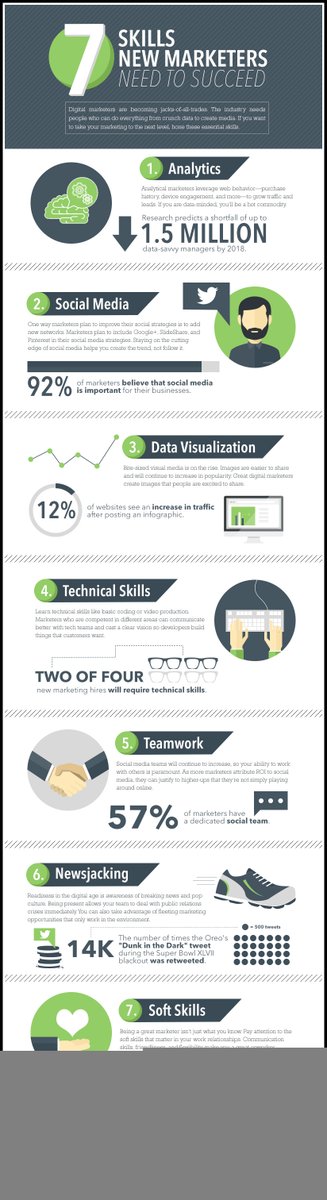 7 SKILLS
NEW MARKETERS
NEED TO SUCCEED
Digital marketers are becoming jacks-of-all-trades. The industry needs
people who can do everything from crunch data to create media. If you want
to take your marketing to the next level, hone these essential skills.
1. Analytics
Analytical marketers leverage web behavior—purchase
history, device engagement, and more—to grow traffic and
leads. If you are data-minded, you'll be a hot commodity.
Research predicts a shortfall of up to
1.5 MILLION
data-savvy managers by 2018.
2. Social Media
One way marketers plan to improve their social strategies is to add
new networks. Marketers plan to include Google+, SlideShare, and
Pinterest in their social media strategies. Staying on the cutting
edge of social media helps you create the trend, not follow it.
92% of marketers believe that social media
is important for their businesses.
3. Data Visualization
Bite-sized visual media is on the rise. Images are easier to share
and will continue to increase in popularity. Great digital marketers
create images that people are excited to share.
12% of websites see an increase in traffic
after posting an infographic.
4. Technical Skills
Learn technical skills like basic coding or video production.
Marketers who are competent in different areas can communicate
better with tech teams and cast a clear vision so developers build
things that customers want.
TWO OF FOUR
new marketing hires will require technical skills.
5. Teamwork
Social media teams will continue to increase, so your ability to work
with others is paramount. As more marketers attribute ROI to social
media, they can justify to higher-ups that they're not simply playing
around online.
57% of marketers have
a dedicated social team.
6. Newsjacking
Readiness in the digital age is awareness of breaking news and pop
culture. Being present allows your team to deal with public relations
crises immediately. You can also take advantage of fleeting marketing
opportunities that only work in the environment.
= 500 tweets
14K The number of times the Oreo's
"Dunk in the Dark" tweet
during the Super Bowl XLVII
blackout was retweeted.
7. Soft Skills
Being a great marketer isn't just what you know. Pay attention to the
soft skills that matter in your work relationships. Communication